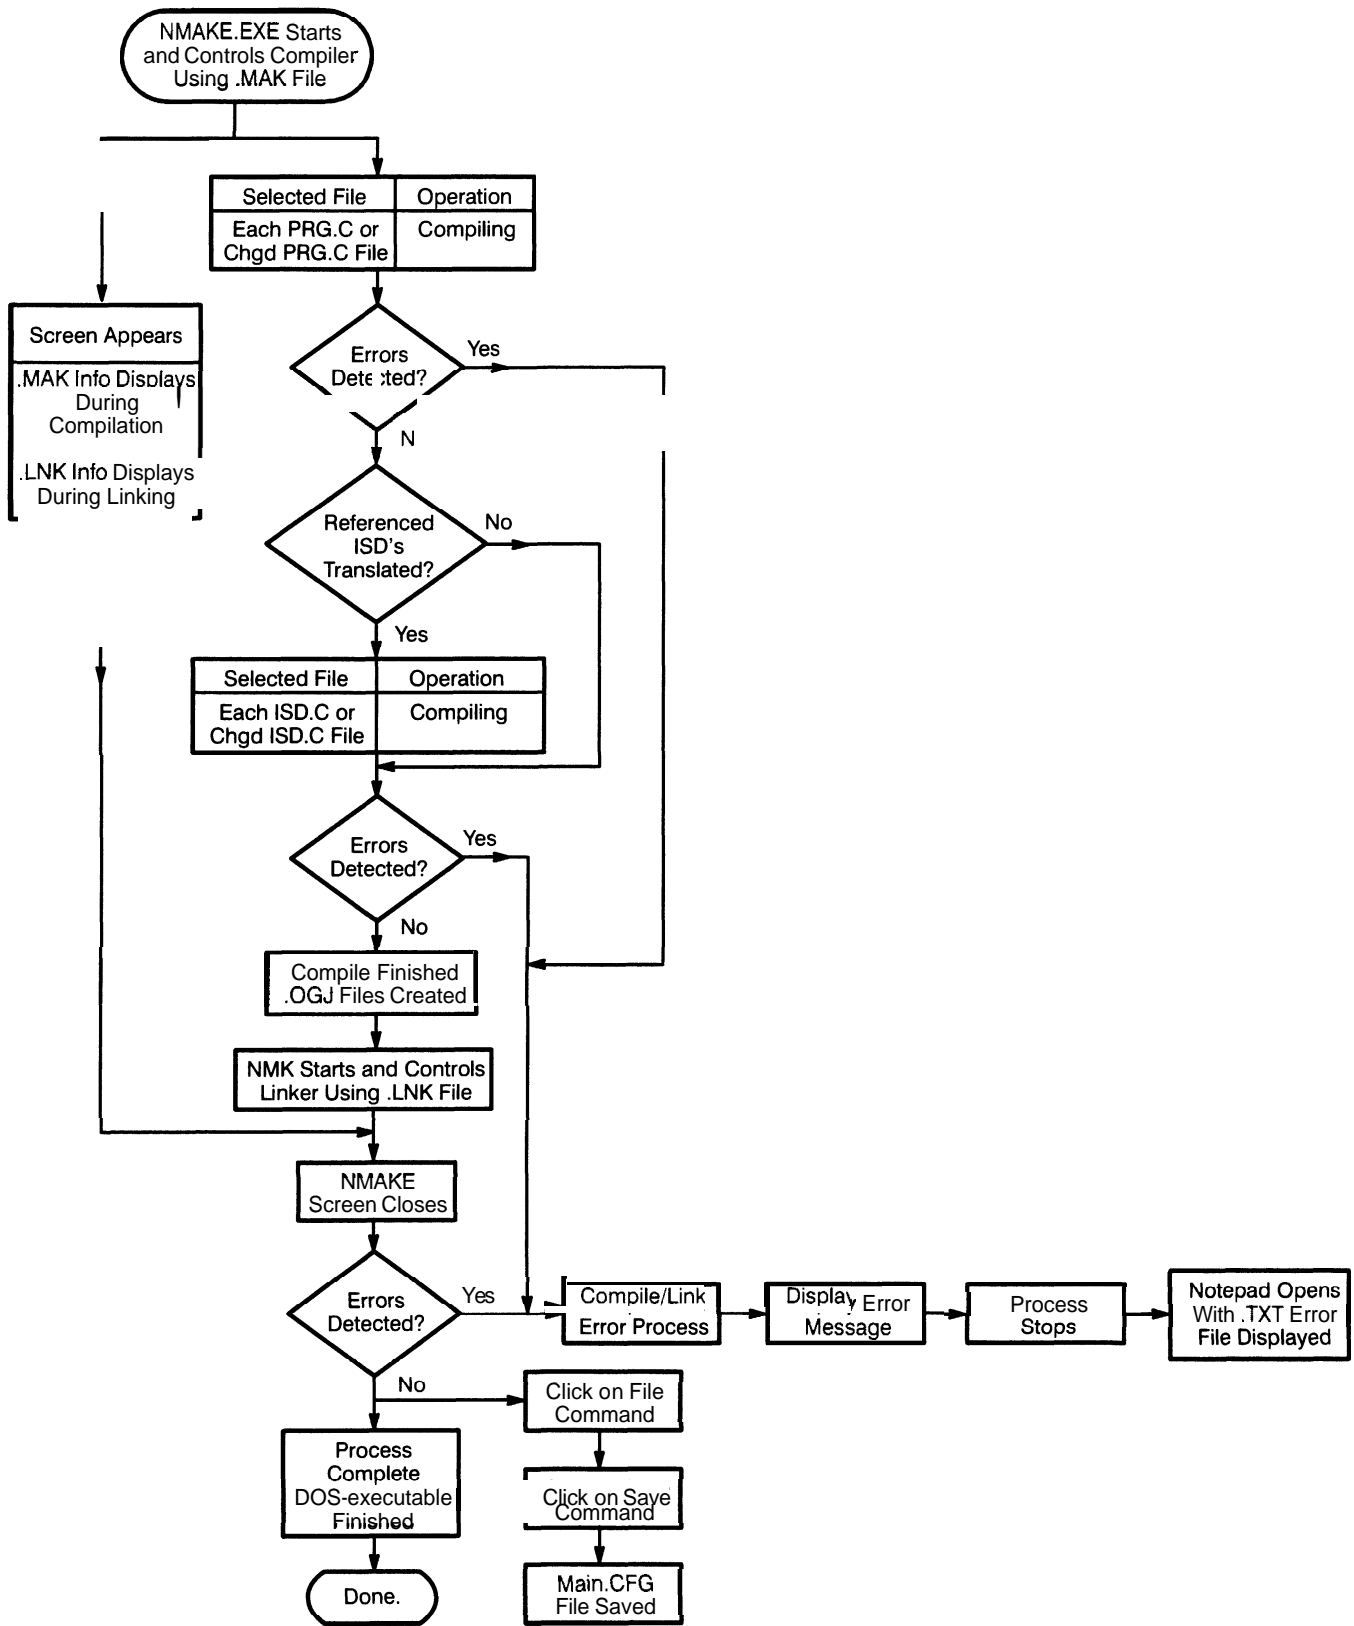 NMAKE.EXE Starts
and Controls Compiler
Using .MAK File
Selected File
Operation
Each PRG.C or
Chgd PRG.C File
Compiling
Screen Appears
.MAK Info Displays
During
Compilation
.LNK Info Displays
During Linking
Errors
Detected?
Yes
N
Referenced
ISD's
Translated?
No
Yes
Selected File
Operation
Each ISD.C or
Chgd ISD.C File
Compiling
Errors
Detected?
Yes
No
Compile Finished
.OGJ Files Created
NMK Starts and Controls
Linker Using .LNK File
NMAKE
Screen Closes
Errors
Detected?
Yes
Compile/Link
Error Process
Display Error
Message
Process
Stops
Notepad Opens
With .TXT Error
File Displayed
No
Click on File
Command
Process
Complete
DOS-executable
Finished
Click on Save
Command
Done.
Main.CFG
File Saved